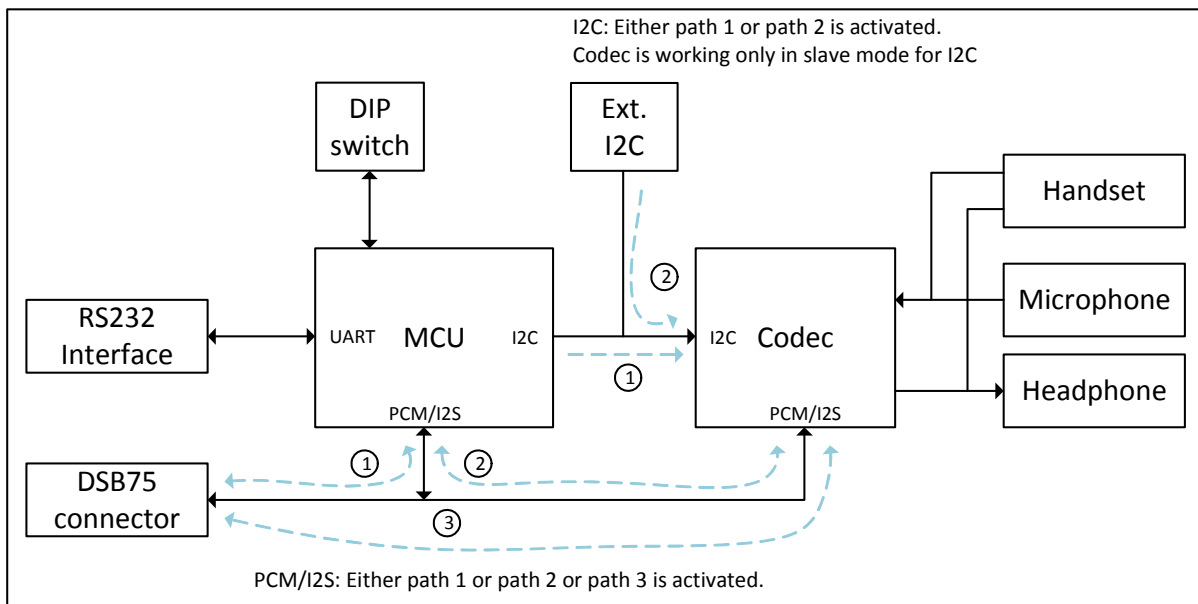 I2C: Either path 1 or path 2 is activated.
Codec is working only in slave mode for I2C
DIP
switch
Ext.
I2C
Handset
2
RS232
Interface
UART
MCU
I2C
I2C
Codec
Microphone
1
Headphone
PCM/I2S
PCM/I2S
1
2
DSB75
connector
3
PCM/I2S: Either path 1 or path 2 or path 3 is activated.